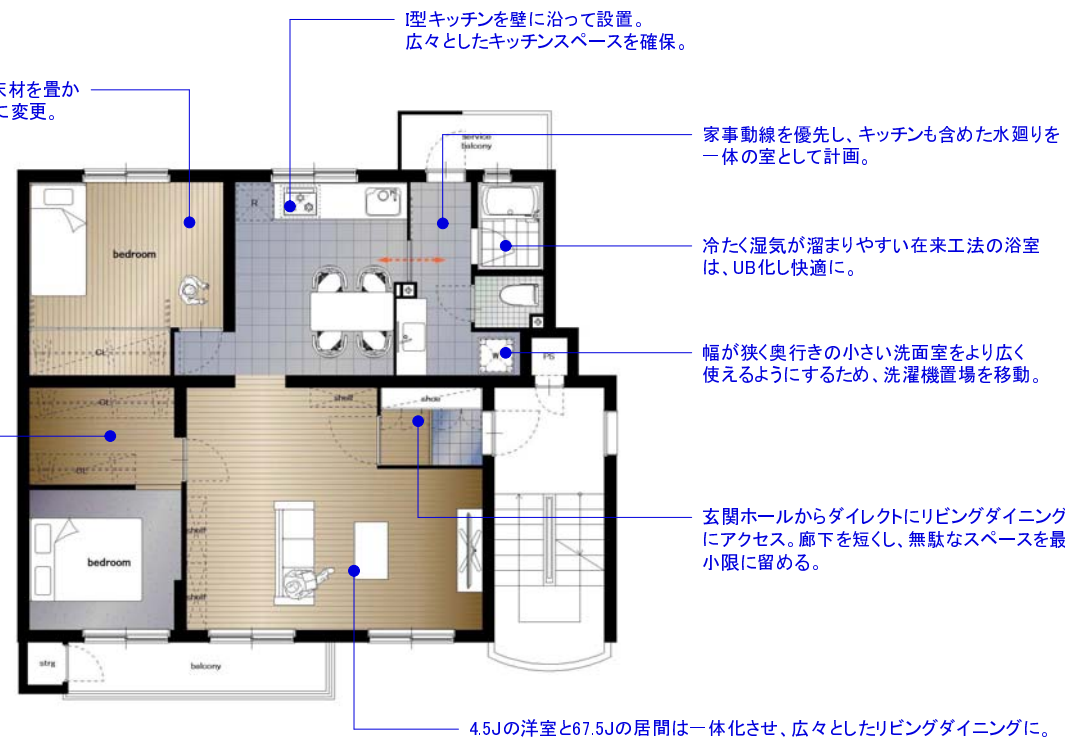 I型キッチンを壁に沿って設置。
広々としたキッチンスペースを確保。
床材を畳か
に変更。
家事動線を優先し、キッチンも含めた水廻りを
一体の室として計画。
service
balcony
R
bedroom
冷たく湿気が溜まりやすい在来工法の浴室
は、UB化し快適に。
CL
W
PS
幅が狭く奥行きの小さい洗面室をより広く
使えるようにするため、洗濯機置場を移動。
CL
shelf
shoe
CL
玄関ホールからダイレクトにリビングダイニング
にアクセス。廊下を短くし、無駄なスペースを最
小限に留める。
shelf
bedroom
shelf
strg
balcony
4.5Jの洋室と67.5Jの居間は一体化させ、広々としたリビングダイニングに。